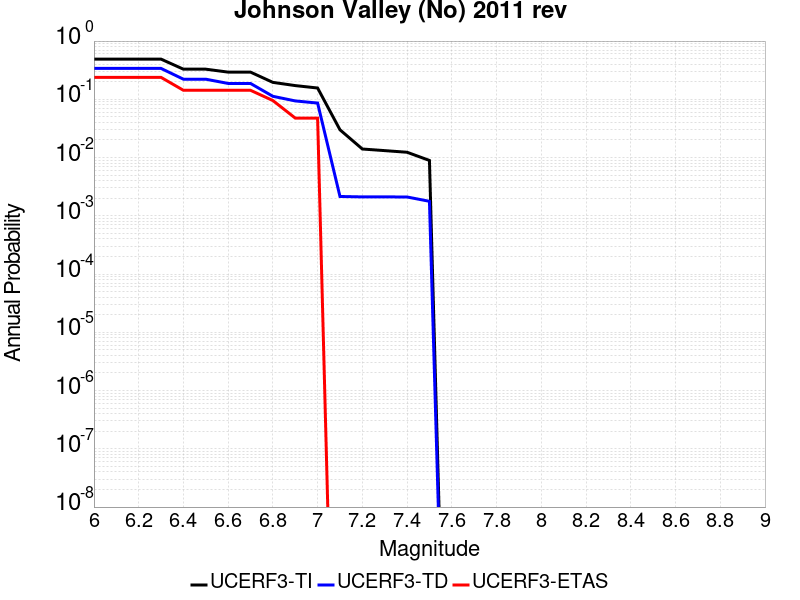 Johnson Valley (No) 2011 rev
10^0
10^-1
10^-2
10^-3
10^-4
10^-5
10^-6
10^-7
10^-8
Annual Probability
6 6.2 6.4 6.6 6.8 7 7.2 7.4 7.6 7.8 8 8.2 8.4 8.6 8.8 9
Magnitude
UCERF3-TI UCERF3-TD UCERF3-ETAS